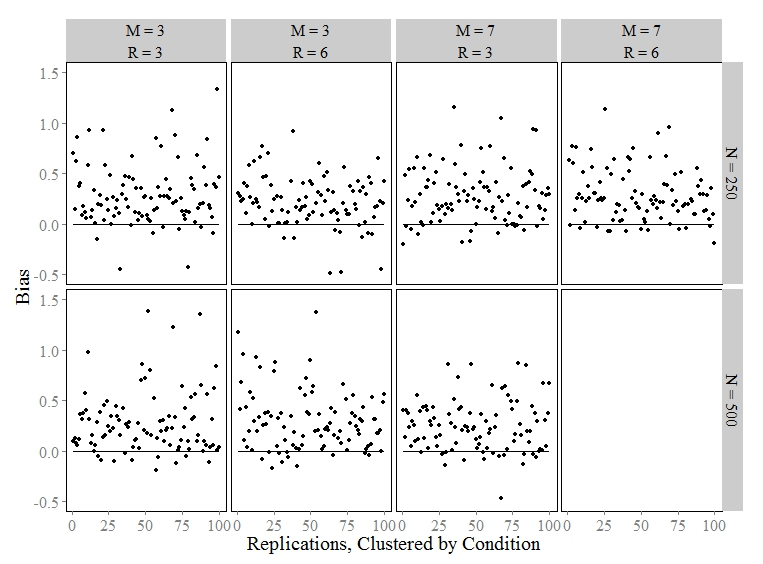 M = 3 M = 3 M = 7 M = 7
R = 3 R = 6 R = 3 R = 6
1.5
1.0
0.5
0.0
-0.5
N = 250
Bias
1.5
1.0
0.5
0.0
-0.5
N = 500
0 25 50 75 100 0 25 50 75 100 0 25 50 75 100 0 25 50 75 100
Replications, Clustered by Condition